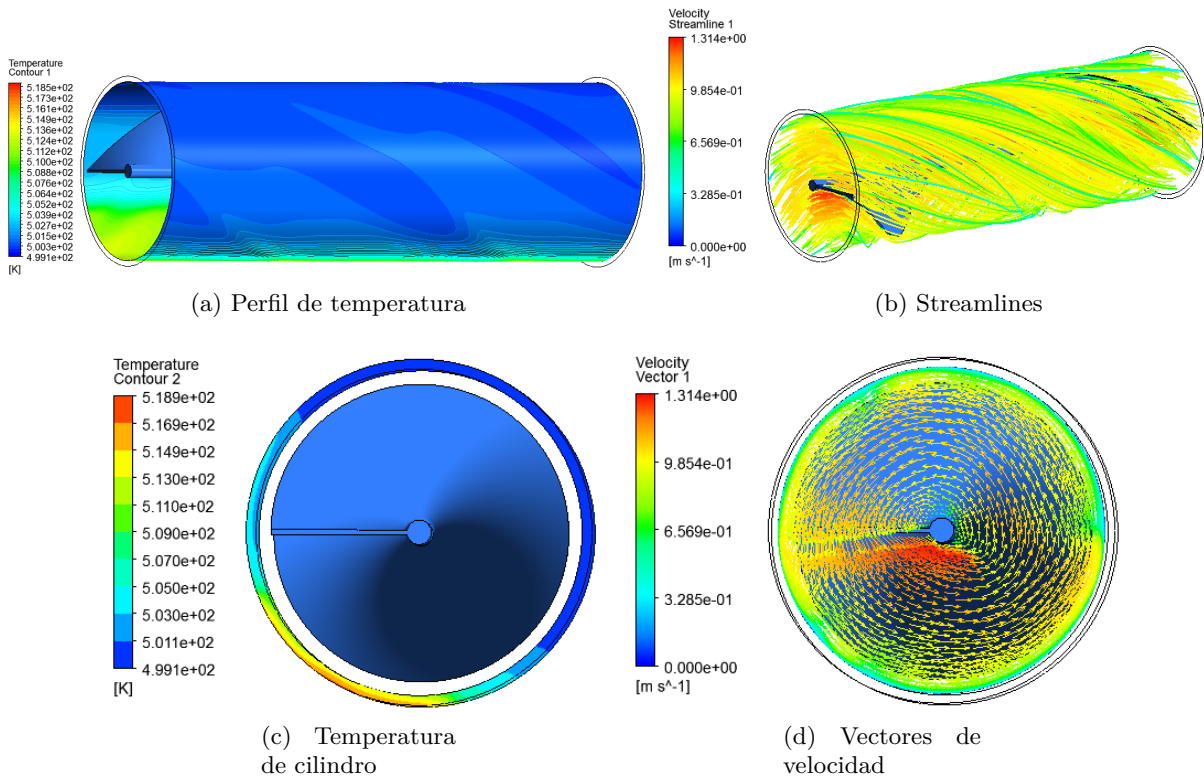 Temperature
Contour 1
5.185e+02
5.173e+02
5.161e+02
5.149e+02
5.136e+02
5.124e+02
5.112e+02
5.100e+02
5.088e+02
5.076e+02
5.064e+02
5.052e+02
5.039e+02
5.027e+02
5.015e+02
5.003e+02
4.991e+02
[K]
(a) Perfil de temperatura
Velocity
Streamline 1
1.314e+00
9.854e-01
6.569e-01
3.285e-01
0.000e+00
[m s^-1]
(b) Streamlines
Temperature
Contour 2
5.189e+02
5.169e+02
5.149e+02
5.110e+02
5.090e+02
5.070e+02
5.050e+02
5.030e+02
5.011e+02
4.991e+02
[K]
(c) Temperatura
de cilindro
Velocity
Vector 1
1.314e+00
9.854e-01
6.569e-01
3.285e-01
0.000e+00
[m s^-1]
(d) Vectores de
velocidad